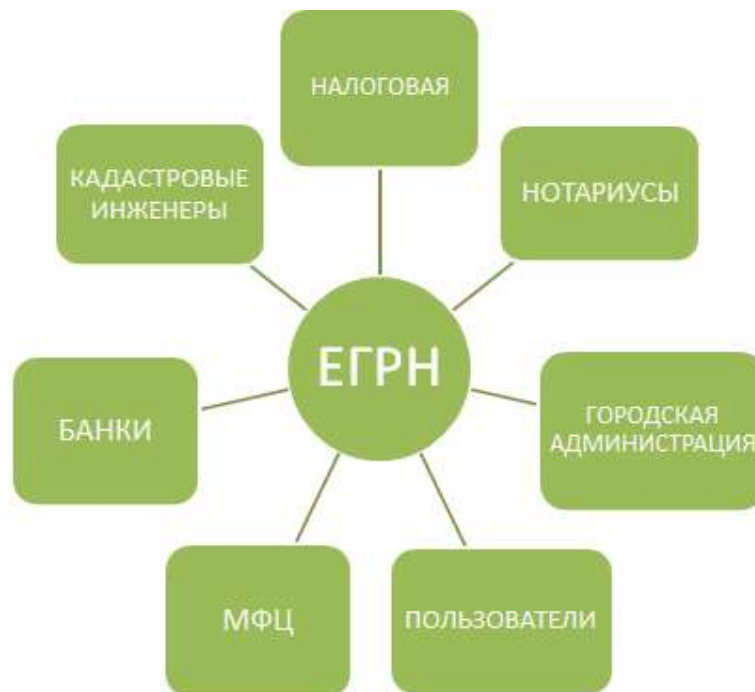 НАЛОГОВАЯ
КАДАСТРОВЫЕ
ИНЖЕНЕРЫ
НОТАРИУСЫ
ЕГРН
БАНКИ
ГОРОДСКАЯ
АДМИНИСТРАЦИЯ
МФЦ
ПОЛЬЗОВАТЕЛИ